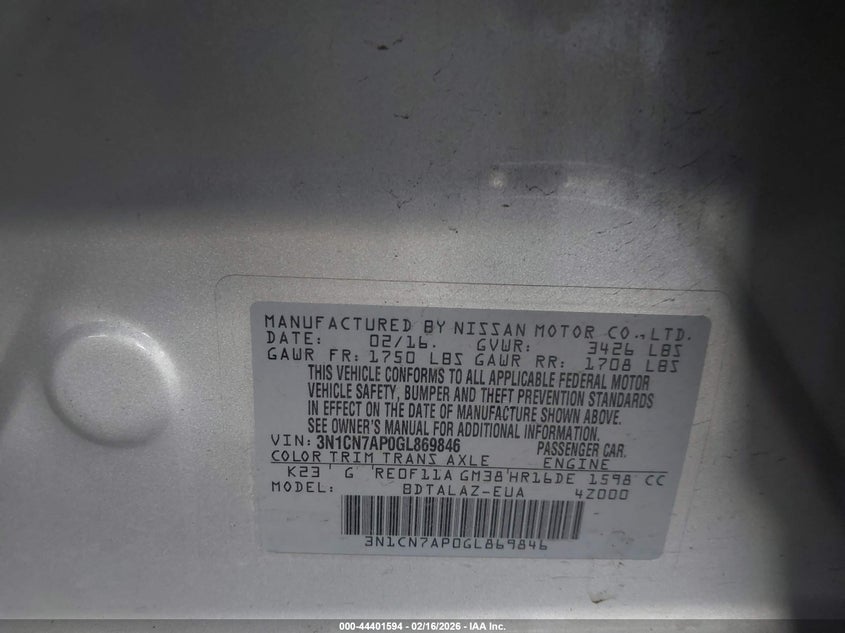 MANUFACTURED BY NISSAN MOTOR CO.,LTD.
DATE: 02/16. GVWR: 3426 LBS
GAWR FR: 1750 LBS GAWR RR: 1708 LBS
THIS VEHICLE CONFORMS TO ALL APPLICABLE FEDERAL MOTOR
VEHICLE SAFETY, BUMPER AND THEFT PREVENTION STANDARDS
IN EFFECT ON THE DATE OF MANUFACTURE SHOWN ABOVE.
SEE OWNER'S MANUAL FOR ADDITIONAL INFORMATION.
VIN: 3N1CN7AP0GL869846 PASSENGER CAR.
COLOR TRIM TRANS AXLE ENGINE
K23 G RE0F11A GM38 HR16DE 1598 CC
MODEL: BDTALAZ-EUA 4Z000
3N1CN7AP0GL869846
000-44401594 - 02/16/2026 - IAA Inc.